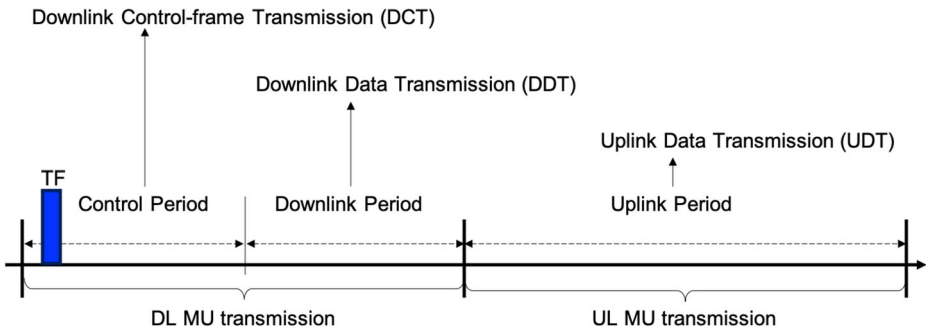 Downlink Control-frame Transmission (DCT)
Downlink Data Transmission (DDT)
Uplink Data Transmission (UDT)
TF
Control Period
Downlink Period
Uplink Period
DL MU transmission
UL MU transmission